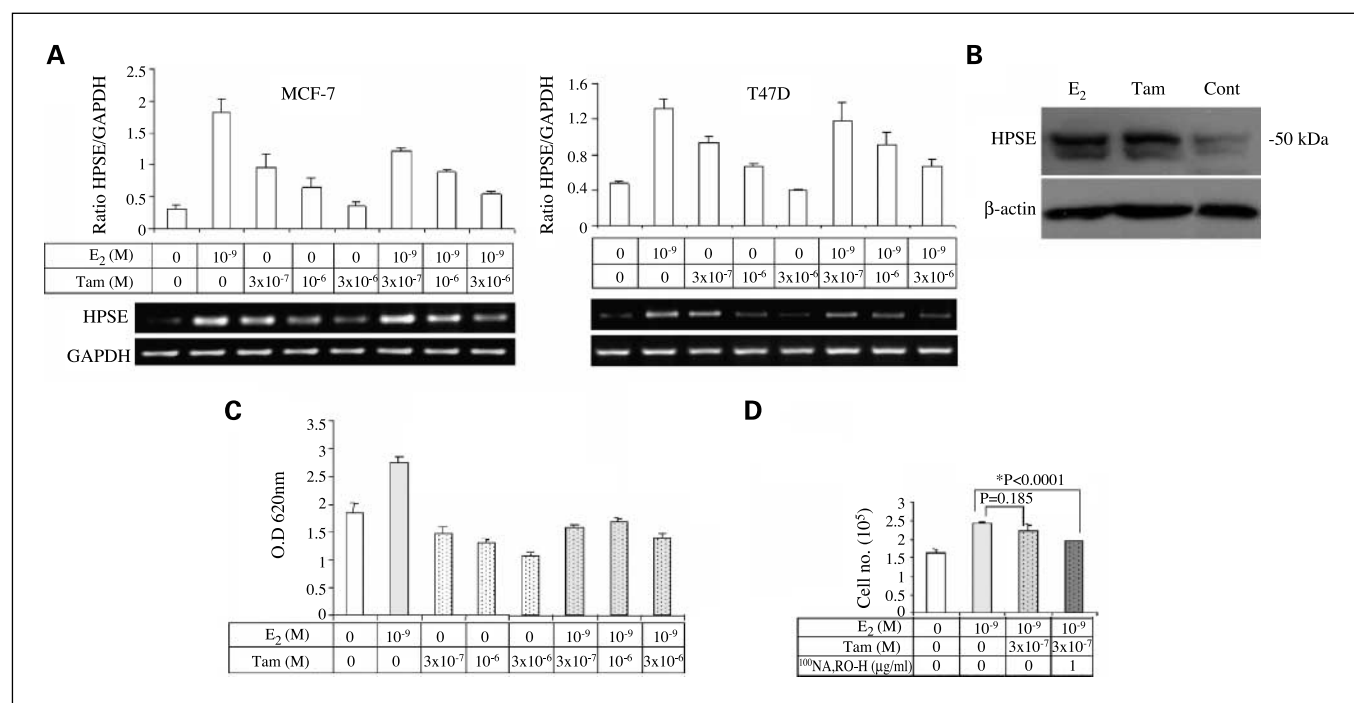 A
2.5
2
1.5
1
0.5
0
Ratio HPSE/GAPDH
MCF-7
E2 (M) 0 10-9 0 0 0 10-9 10-9 10-9
Tam (M) 0 0 3x10-7 10-6 3x10-6 3x10-7 10-6 3x10-6
HPSE
GAPDH
1.6
1.2
0.8
0.4
0
Ratio HPSE/GAPDH
T47D
0 10-9 0 0 0 10-9 10-9 10-9
0 0 3x10-7 10-6 3x10-6 3x10-7 10-6 3x10-6
B
E2 Tam Cont
HPSE -50 kDa
β-actin
C
3.5
3
2.5
2
1.5
1
0.5
0
O.D 620nm
E2 (M) 0 10-9 0 0 0 10-9 10-9 10-9
Tam (M) 0 0 3x10-7 10-6 3x10-6 3x10-7 10-6 3x10-6
D
*P<0.0001
P=0.185
3
2.5
2
1.5
1
0.5
0
Cell no. (105)
E2 (M) 0 10-9 10-9 10-9
Tam (M) 0 0 3x10-7 3x10-7
100NA,RO-H (µg/ml) 0 0 0 1